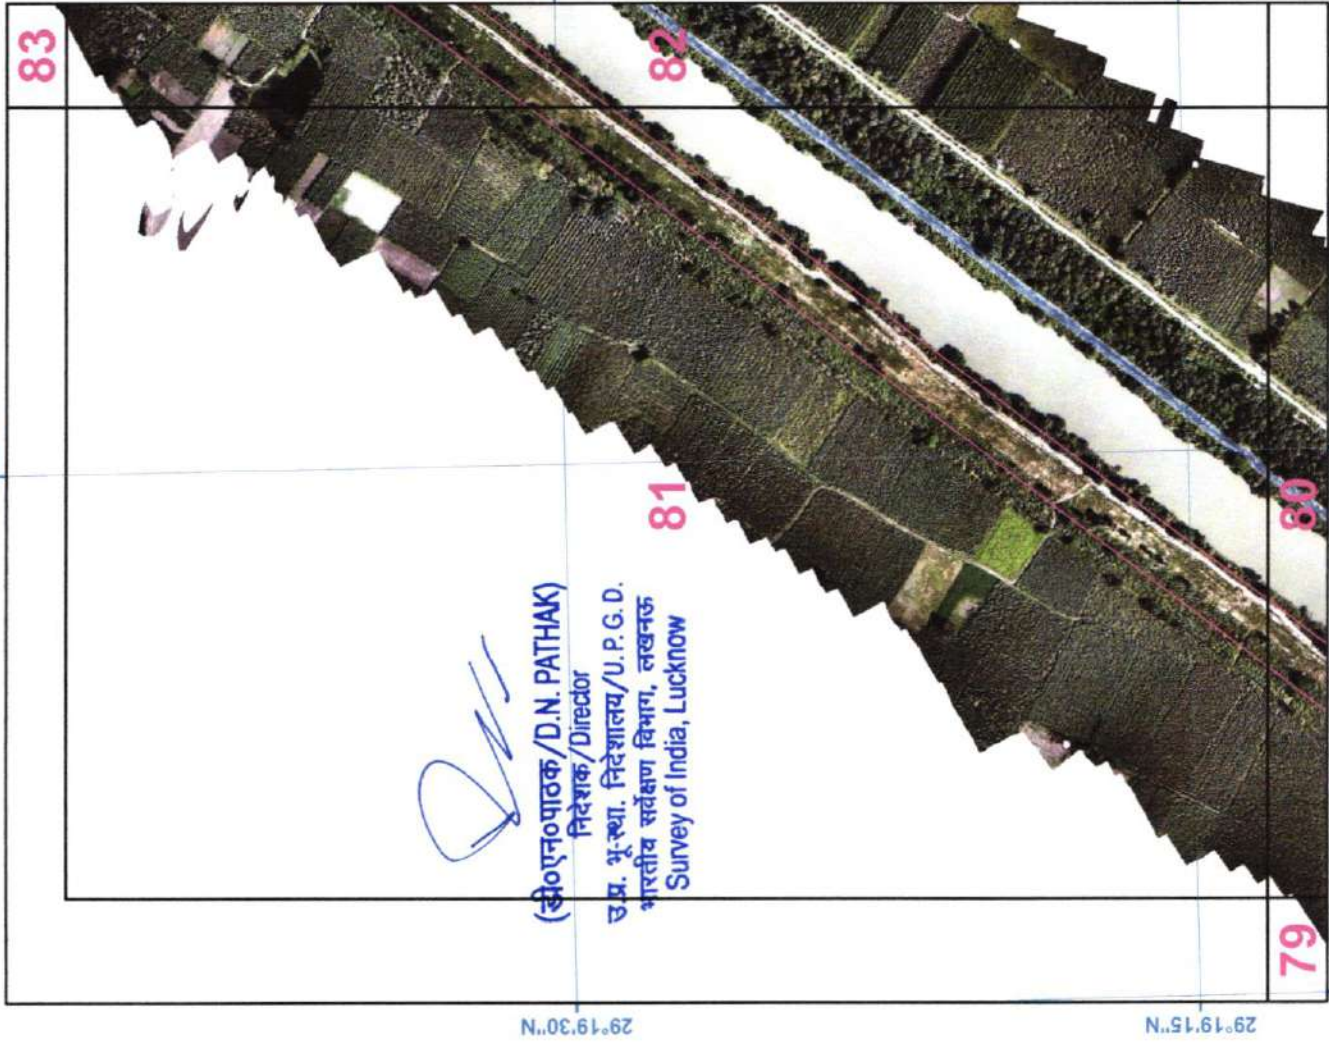 83
82
81
80
79
(डी०एन०पाठक/D.N. PATHAK)
निदेशक/Director
उ.प्र. भू-स्था. निदेशालय/U.P.G.D.
भारतीय सर्वेक्षण विभाग, लखनऊ
Survey of India, Lucknow
29°19'30"N
29°19'15"N